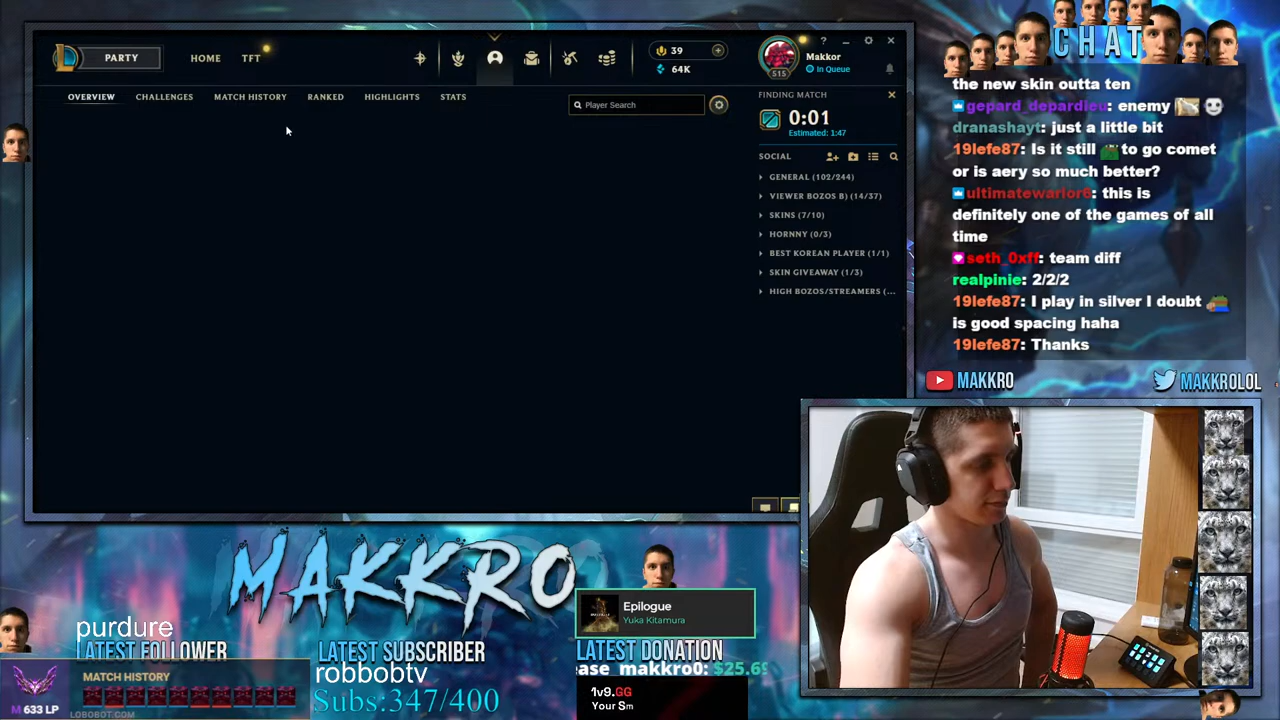 PARTY
HOME
TFT
39
64K
515
Makkor
In Queue
OVERVIEW
CHALLENGES
MATCH HISTORY
RANKED
HIGHLIGHTS
STATS
Player Search
FINDING MATCH
0:01
Estimated: 1:47
SOCIAL
GENERAL (102/244)
VIEWER BOZOS B) (14/37)
SKINS (7/10)
HORNNY (0/3)
BEST KOREAN PLAYER (1/1)
SKIN GIVEAWAY (1/3)
HIGH BOZOS/STREAMERS (...
CHAT
the new skin outta ten
gepard_depardieu: enemy
dranashayt: just a little bit
19lefe87: Is it still to go comet
or is aery so much better?
ultimatewarior6: this is
definitely one of the games of all
time
seth_0xff: team diff
realpinie: 2/2/2
19lefe87: I play in silver I doubt
is good spacing haha
19lefe87: Thanks
MAKKRO
MAKKROLOL
MAKKRO
Epilogue
Yuka Kitamura
purdure
LATEST FOLLOWER
LATEST SUBSCRIBER
robbobtv
Subs:347/400
LATEST DONATION
ease_makkro0: $25.69
MATCH HISTORY
M 633 LP
LOBOBOT.COM
1v9.GG
Your Sm